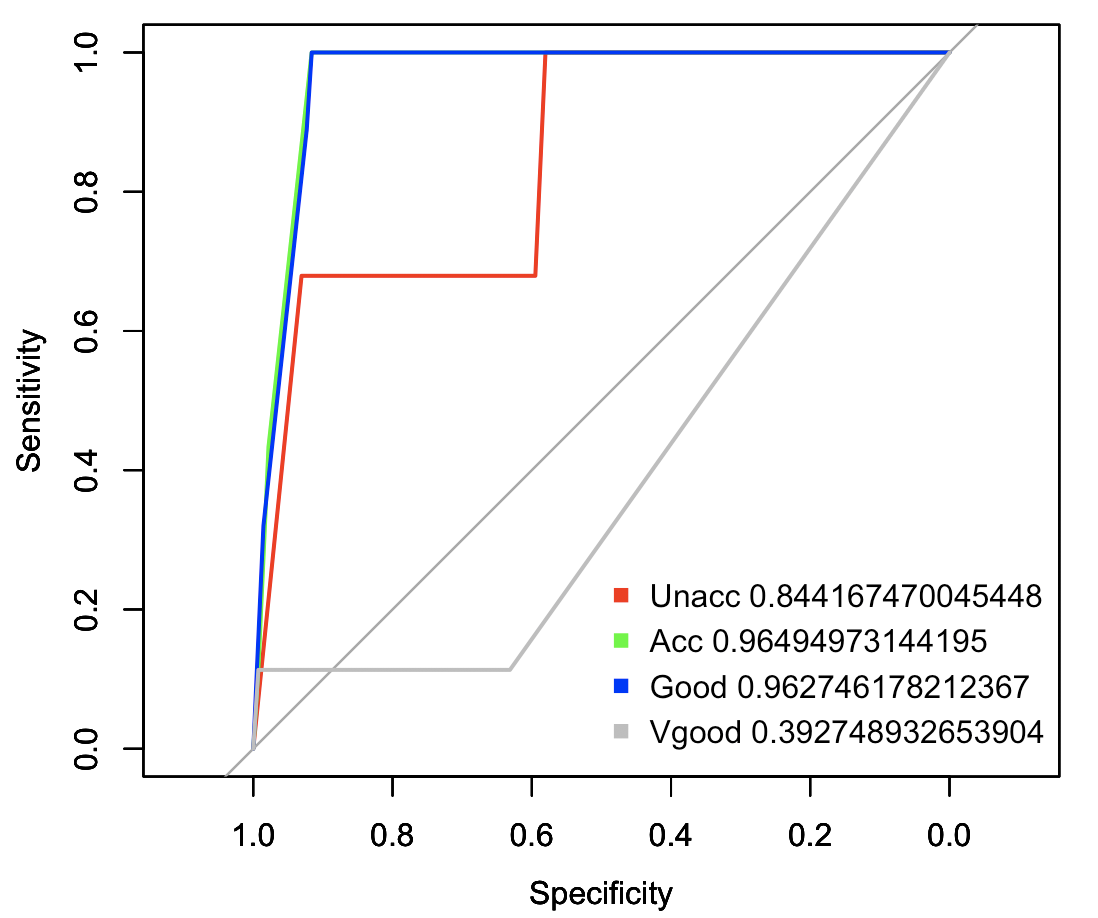 1.0
0.8
0.6
0.4
0.2
0.0
Sensitivity
Unacc 0.844167470045448
Acc 0.96494973144195
Good 0.962746178212367
Vgood 0.392748932653904
1.0 0.8 0.6 0.4 0.2 0.0
Specificity